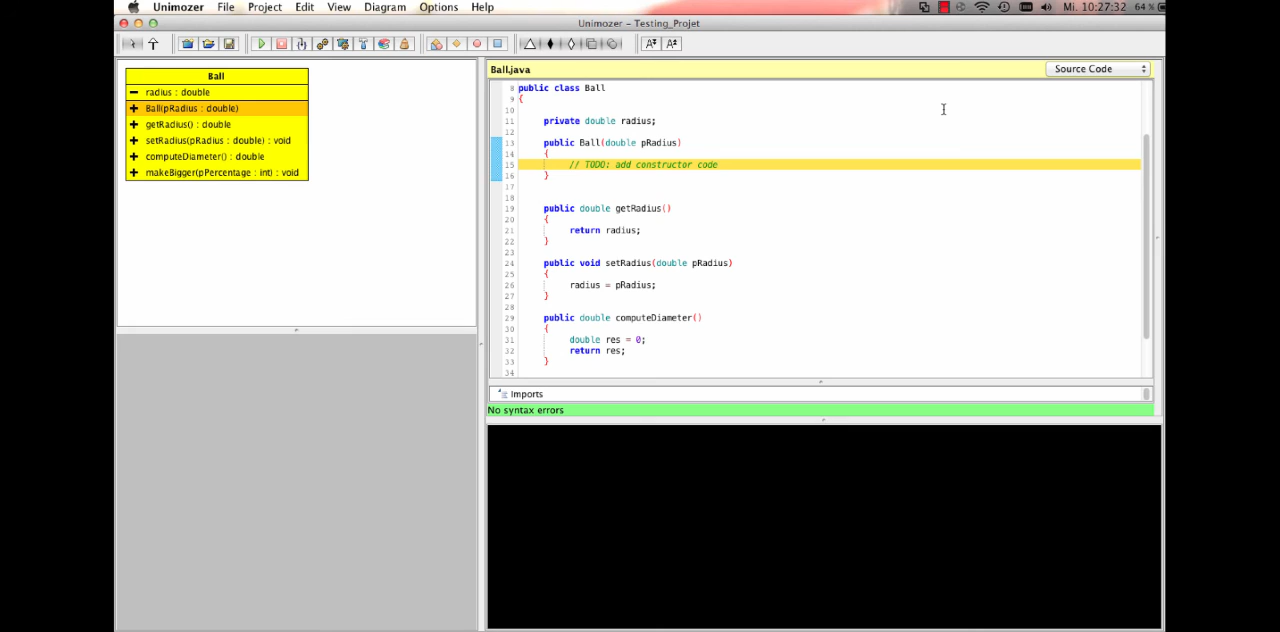 Unimozer File Project Edit View Diagram Options Help Mi. 10:27:32 64 %
Unimozer - Testing_Projet
Ball
radius : double
Ball(pRadius : double)
getRadius() : double
setRadius(pRadius : double) : void
computeDiameter() : double
makeBigger(pPercentage : int) : void
Ball.java Source Code
8 public class Ball
9 {
10
11 private double radius;
12
13 public Ball(double pRadius)
14 {
15 // TODO: add constructor code
16 }
17
18
19 public double getRadius()
20 {
21 return radius;
22 }
23
24 public void setRadius(double pRadius)
25 {
26 radius = pRadius;
27 }
28
29 public double computeDiameter()
30 {
31 double res = 0;
32 return res;
33 }
34
Imports
No syntax errors